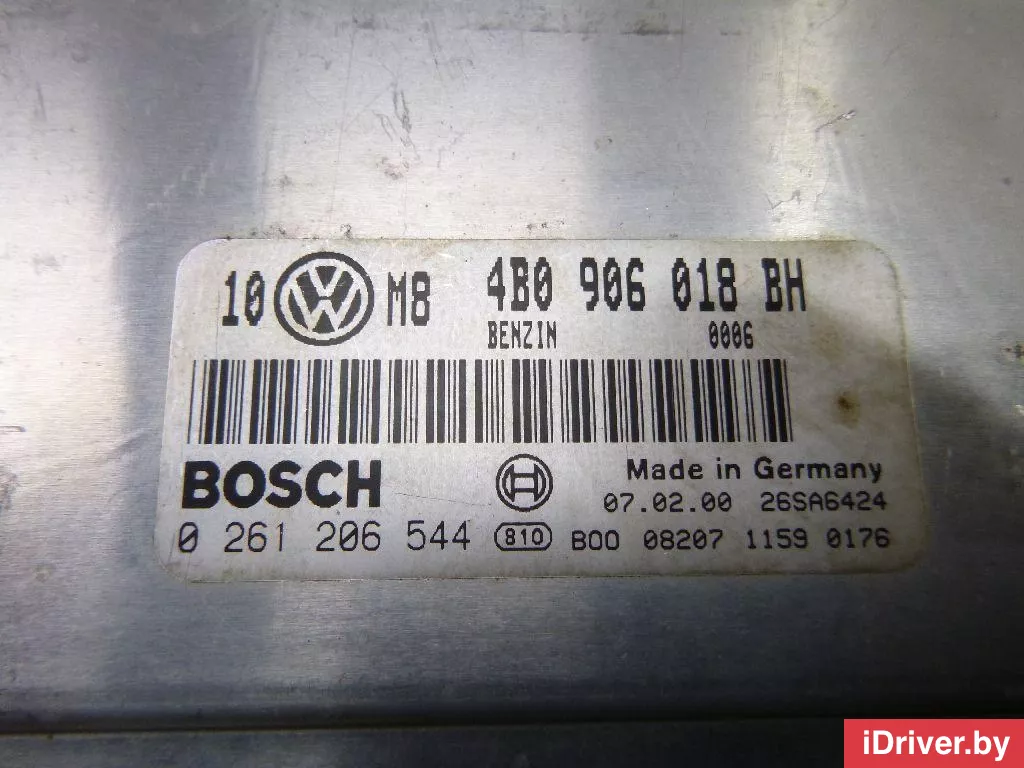 10 VW M8 4B0 906 018 BH
BENZIN 0006
BOSCH Made in Germany
07.02.00 26SA6424
0 261 206 544 810 B00 08207 1159 0176
iDriver.by